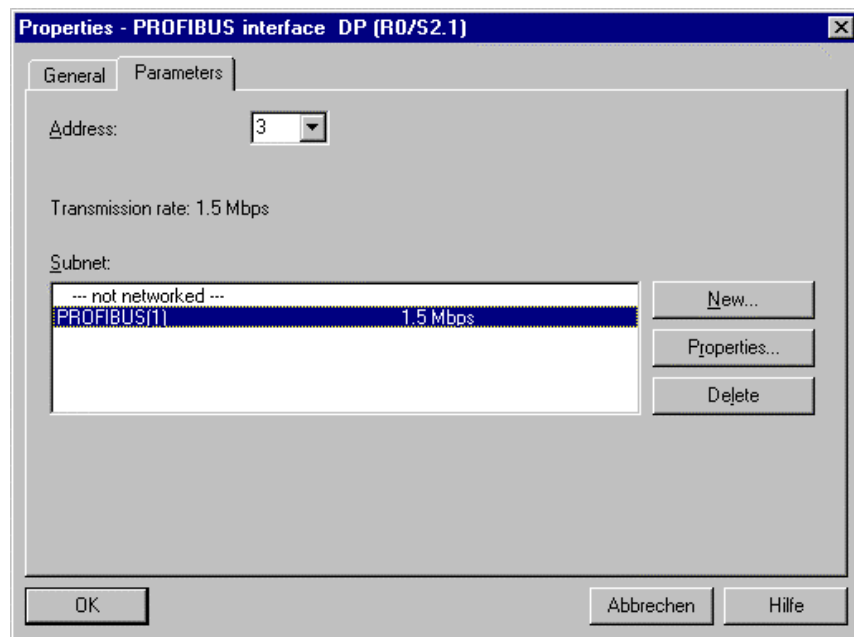 Properties - PROFIBUS interface  DP (R0/S2.1)
General Parameters
Address: 3
Transmission rate: 1.5 Mbps
Subnet:
--- not networked ---
PROFIBUS(1) 1.5 Mbps
New...
Properties...
Delete
OK Abbrechen Hilfe